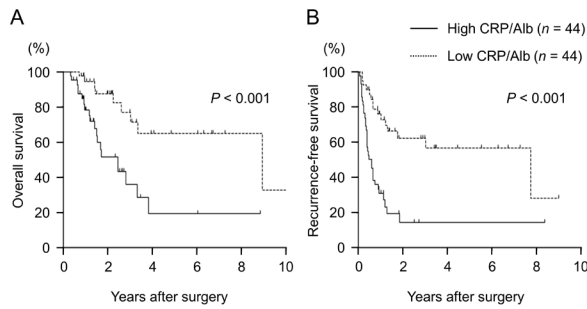 A
(%)
100
80
60
40
20
0
Overall survival
P < 0.001
0 2 4 6 8 10
Years after surgery
B
High CRP/Alb (n = 44)
Low CRP/Alb (n = 44)
(%)
100
80
60
40
20
0
Recurrence-free survival
P < 0.001
0 2 4 6 8 10
Years after surgery